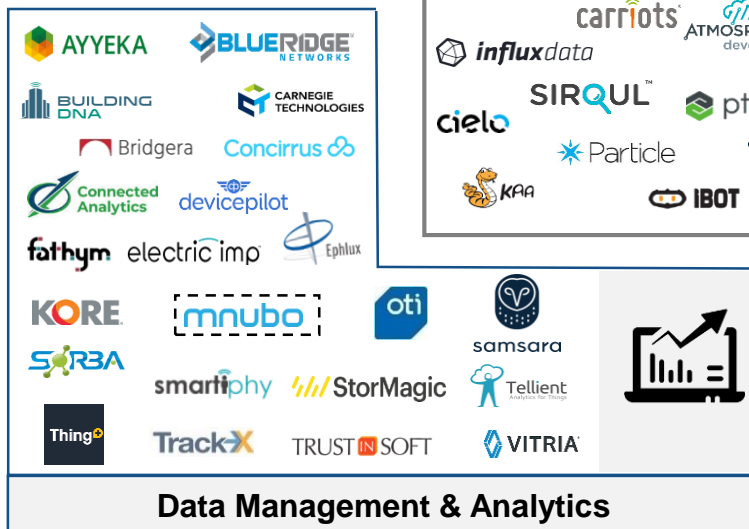 AYYEKA
BLUERIDGE
NETWORKS
BUILDING
DNA
CARNEGIE
TECHNOLOGIES
Bridgera
Concirrus
Connected
Analytics
devicepilot
fathym
electric imp
Ephlux
KORE
mnubo
oti
samsara
SORBA
smartiphy
StorMagic
Tellient
Analytics for Things
Thing+
Track-X
TRUST IN SOFT
VITRIA
carriots
influxdata
SIRQUL™
cielo
Particle
KAA
iBOT
Data Management & Analytics